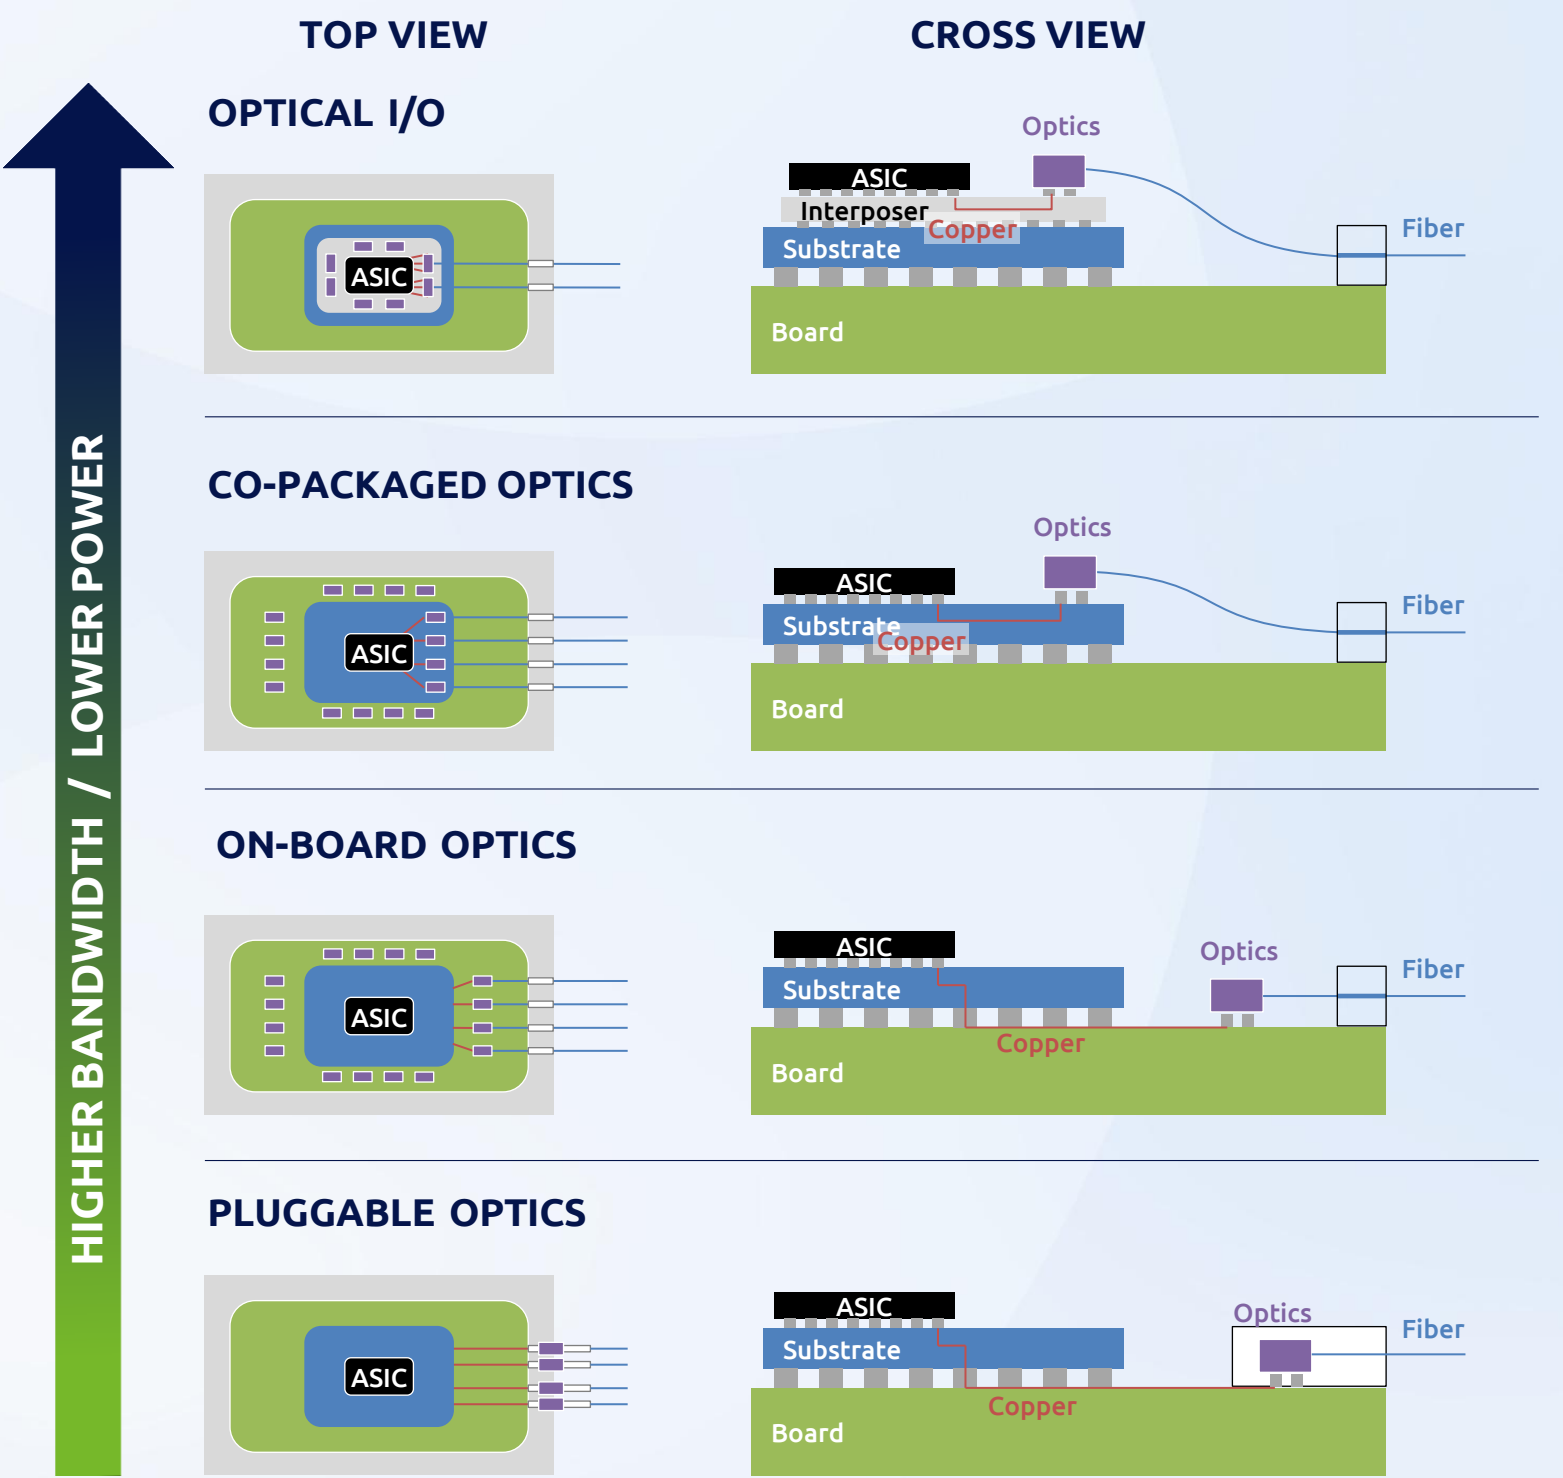 TOP VIEW
CROSS VIEW
HIGHER BANDWIDTH / LOWER POWER
OPTICAL I/O
ASIC
Optics
ASIC
Interposer
Copper
Substrate
Fiber
Board
CO-PACKAGED OPTICS
ASIC
Optics
ASIC
Substrate
Copper
Fiber
Board
ON-BOARD OPTICS
ASIC
ASIC
Optics
Substrate
Fiber
Copper
Board
PLUGGABLE OPTICS
ASIC
ASIC
Optics
Substrate
Fiber
Copper
Board